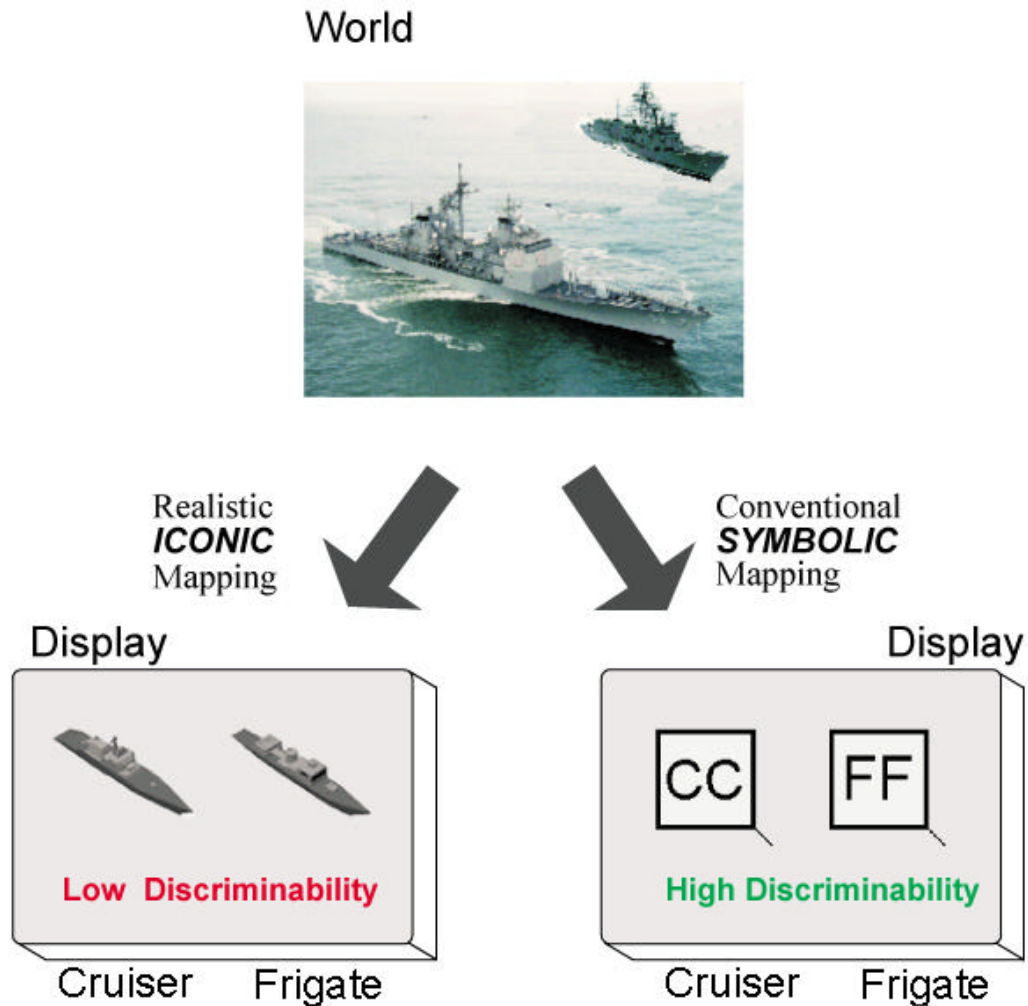 World
Realistic
ICONIC
Mapping
Conventional
SYMBOLIC
Mapping
Display
Low Discriminability
Cruiser Frigate
Display
CC FF
High Discriminability
Cruiser Frigate